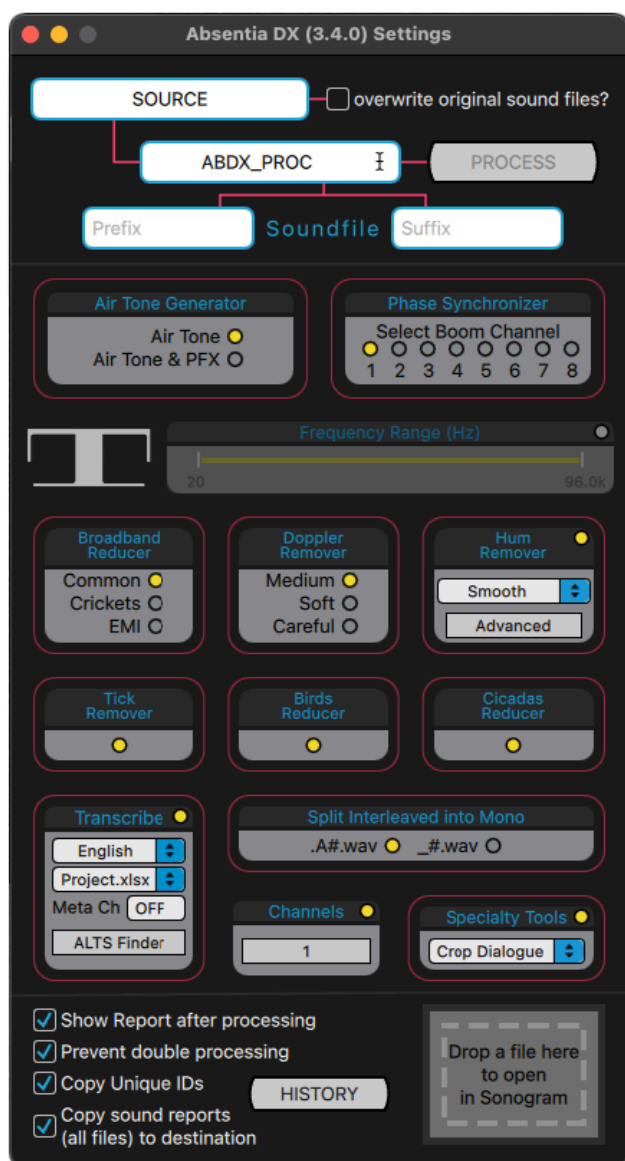 Absentia DX (3.4.0) Settings
SOURCE
overwrite original sound files?
ABDX_PROC
PROCESS
Prefix
Soundfile
Suffix
Air Tone Generator
Air Tone
Air Tone & PFX
Phase Synchronizer
Select Boom Channel
1 2 3 4 5 6 7 8
Frequency Range (Hz)
20
96.0k
Broadband
Reducer
Common
Crickets
EMI
Doppler
Remover
Medium
Soft
Careful
Hum
Remover
Smooth
Advanced
Tick
Remover
Birds
Reducer
Cicadas
Reducer
Transcribe
English
Project.xlsx
Meta Ch OFF
ALTS Finder
Split Interleaved into Mono
.A#.wav _#.wav
Channels
1
Specialty Tools
Crop Dialogue
Show Report after processing
Prevent double processing
Copy Unique IDs
Copy sound reports
(all files) to destination
HISTORY
Drop a file here
to open
in Sonogram